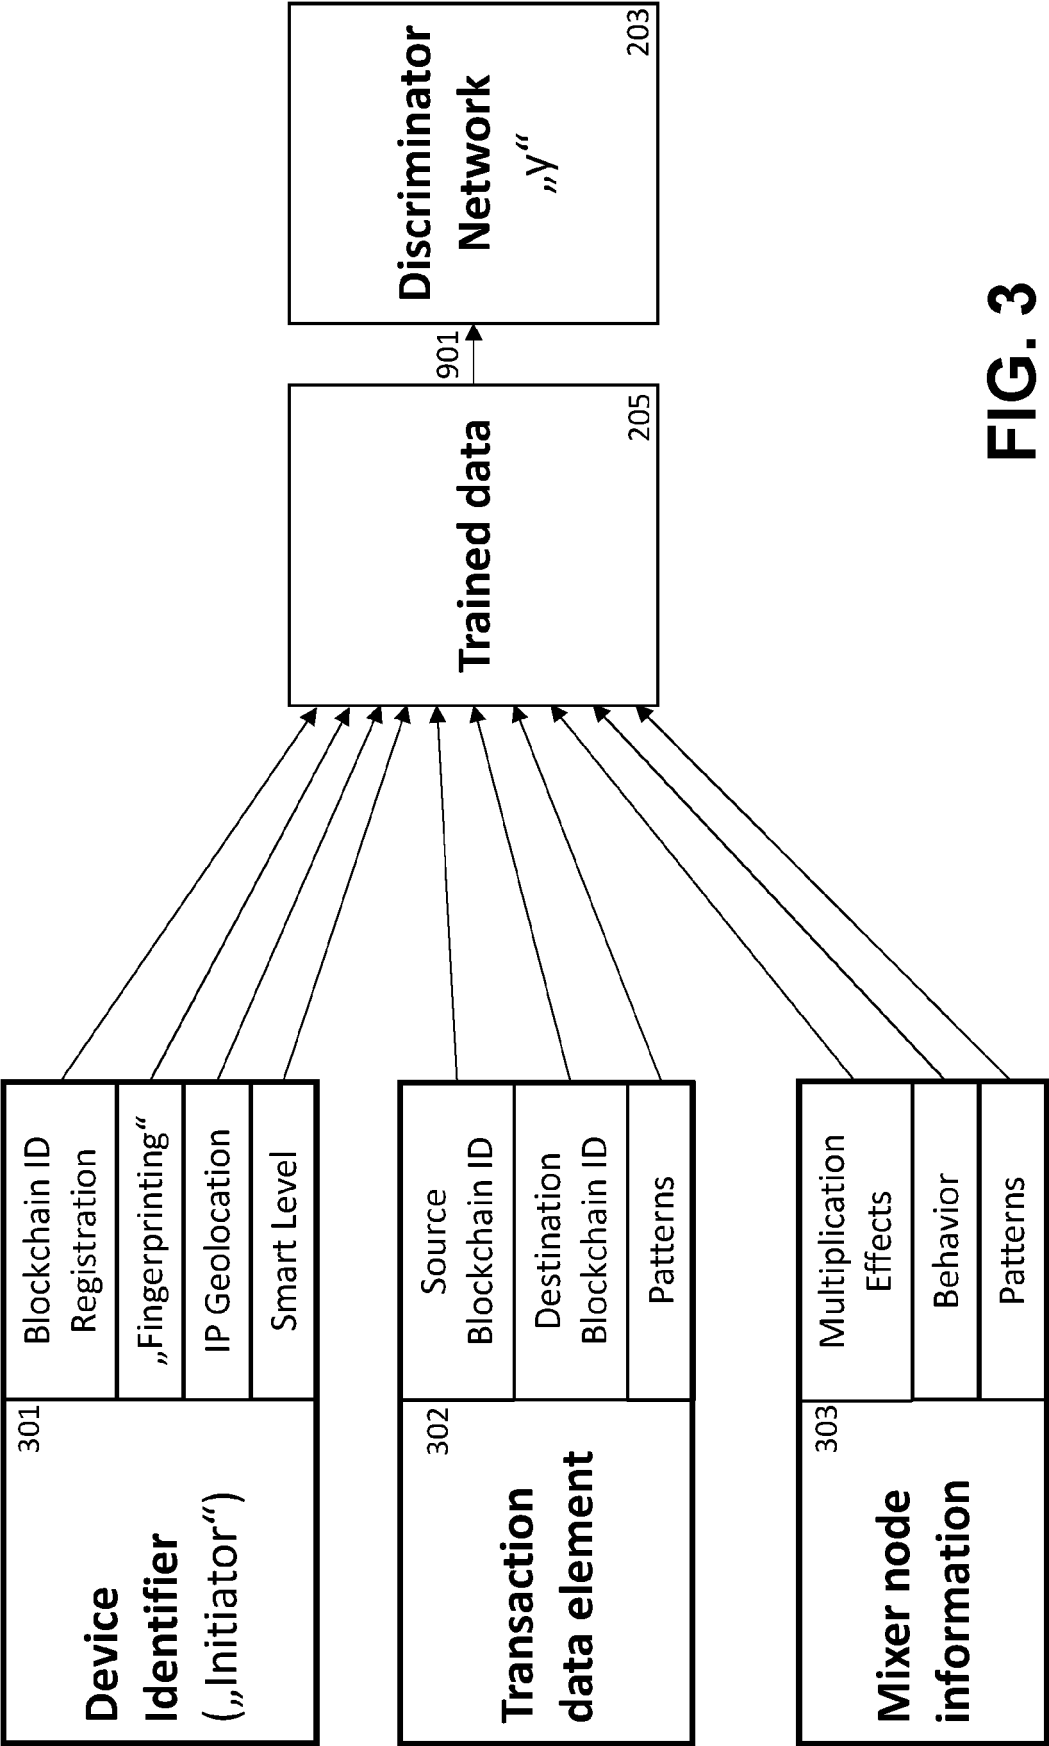 Device
Identifier
(„Initiator“)
301
Blockchain ID
Registration
„Fingerprinting“
IP Geolocation
Smart Level
Transaction
data element
302
Source
Blockchain ID
Destination
Blockchain ID
Patterns
Mixer node
information
303
Multiplication
Effects
Behavior
Patterns
Trained data
205
901
Discriminator
Network
„y“
203
FIG. 3